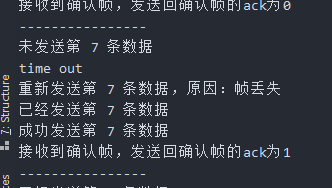 接收到确认帧，发送回确认帧的ack为0
----------------
未发送第 7 条数据
time out
重新发送第 7 条数据，原因：帧丢失
已经发送第 7 条数据
成功发送第 7 条数据
接收到确认帧，发送回确认帧的ack为1
----------------
7: Structure